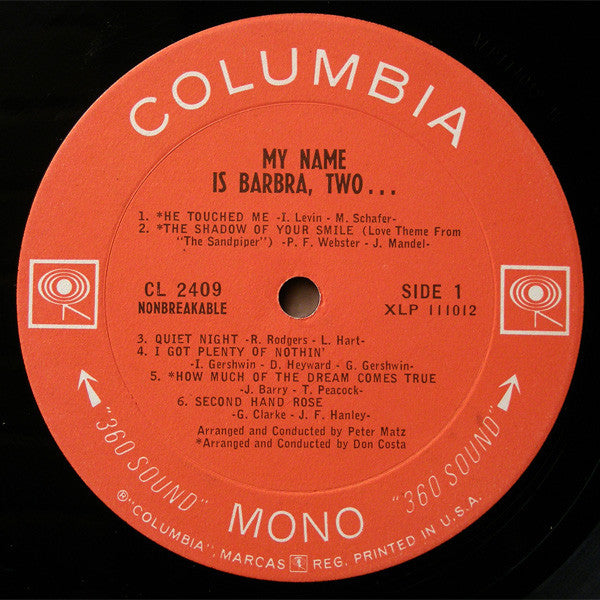 COLUMBIA
MY NAME
IS BARBRA, TWO...
1. *HE TOUCHED ME -I. Levin - M. Schafer-
2. *THE SHADOW OF YOUR SMILE (Love Theme From
"The Sandpiper") -P. F. Webster - J. Mandel-
CL 2409
NONBREAKABLE
SIDE 1
XLP 111012
3. QUIET NIGHT -R. Rodgers - L. Hart-
4. I GOT PLENTY OF NOTHIN'
-I. Gershwin - D. Heyward - G. Gershwin-
5. *HOW MUCH OF THE DREAM COMES TRUE
-J. Barry - T. Peacock-
6. SECOND HAND ROSE
-G. Clarke - J. F. Hanley-
Arranged and Conducted by Peter Matz
*Arranged and Conducted by Don Costa
"360 SOUND"
MONO
"360 SOUND"
®"COLUMBIA", MARCAS REG. PRINTED IN U.S.A.